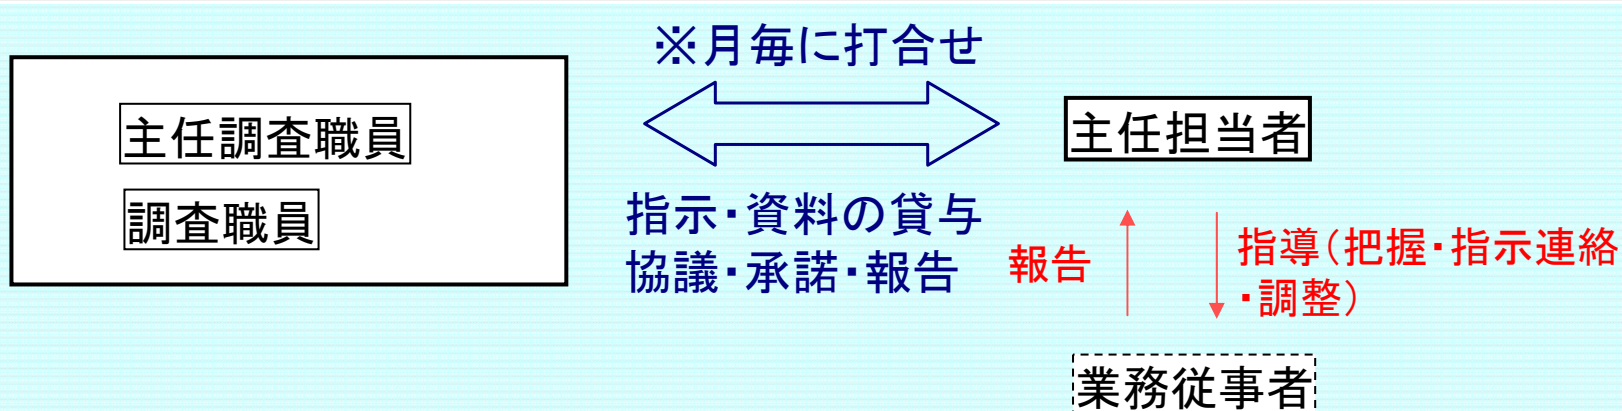 ※月毎に打合せ
主任調査職員
調査職員
主任担当者
指示・資料の貸与
協議・承諾・報告
報告
指導（把握・指示連絡
・調整）
業務従事者